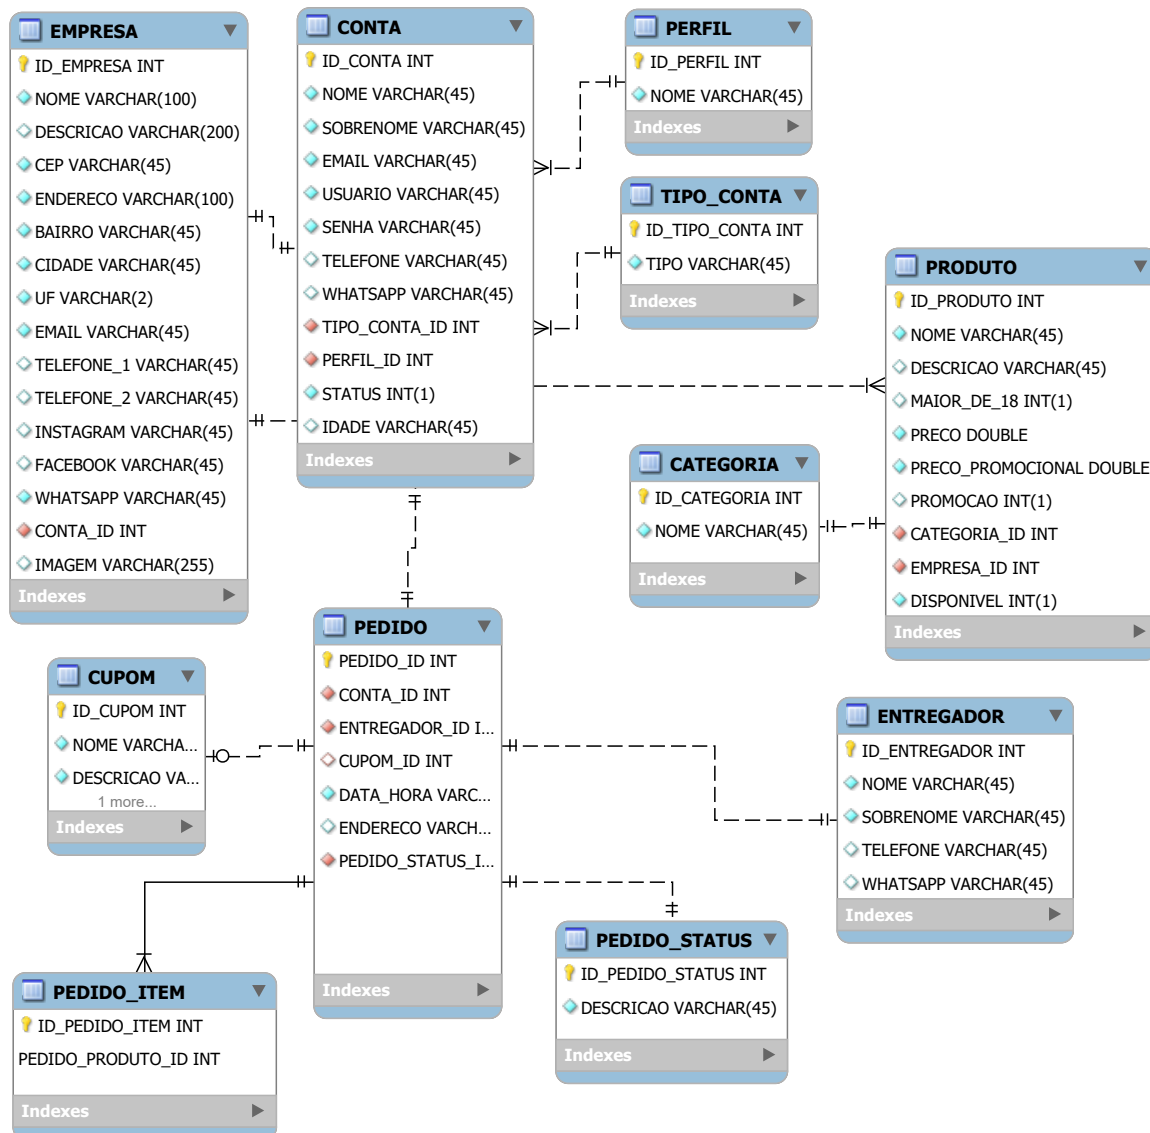 EMPRESA
ID_EMPRESA INT
NOME VARCHAR(100)
DESCRICAO VARCHAR(200)
CEP VARCHAR(45)
ENDERECO VARCHAR(100)
BAIRRO VARCHAR(45)
CIDADE VARCHAR(45)
UF VARCHAR(2)
EMAIL VARCHAR(45)
TELEFONE_1 VARCHAR(45)
TELEFONE_2 VARCHAR(45)
INSTAGRAM VARCHAR(45)
FACEBOOK VARCHAR(45)
WHATSAPP VARCHAR(45)
CONTA_ID INT
IMAGEM VARCHAR(255)
Indexes
CONTA
ID_CONTA INT
NOME VARCHAR(45)
SOBRENOME VARCHAR(45)
EMAIL VARCHAR(45)
USUARIO VARCHAR(45)
SENHA VARCHAR(45)
TELEFONE VARCHAR(45)
WHATSAPP VARCHAR(45)
TIPO_CONTA_ID INT
PERFIL_ID INT
STATUS INT(1)
IDADE VARCHAR(45)
Indexes
PERFIL
ID_PERFIL INT
NOME VARCHAR(45)
Indexes
TIPO_CONTA
ID_TIPO_CONTA INT
TIPO VARCHAR(45)
Indexes
PRODUTO
ID_PRODUTO INT
NOME VARCHAR(45)
DESCRICAO VARCHAR(45)
MAIOR_DE_18 INT(1)
PRECO DOUBLE
PRECO_PROMOCIONAL DOUBLE
PROMOCAO INT(1)
CATEGORIA_ID INT
EMPRESA_ID INT
DISPONIVEL INT(1)
Indexes
CATEGORIA
ID_CATEGORIA INT
NOME VARCHAR(45)
Indexes
PEDIDO
PEDIDO_ID INT
CONTA_ID INT
ENTREGADOR_ID I...
CUPOM_ID INT
DATA_HORA VARC...
ENDERECO VARCH...
PEDIDO_STATUS_I...
Indexes
CUPOM
ID_CUPOM INT
NOME VARCHA...
DESCRICAO VA...
1 more...
Indexes
ENTREGADOR
ID_ENTREGADOR INT
NOME VARCHAR(45)
SOBRENOME VARCHAR(45)
TELEFONE VARCHAR(45)
WHATSAPP VARCHAR(45)
Indexes
PEDIDO_STATUS
ID_PEDIDO_STATUS INT
DESCRICAO VARCHAR(45)
Indexes
PEDIDO_ITEM
ID_PEDIDO_ITEM INT
PEDIDO_PRODUTO_ID INT
Indexes